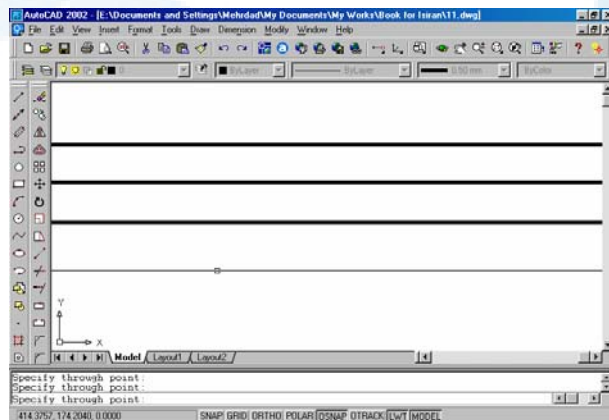 AutoCAD 2002 - [E:\Documents and Settings\Mehrdad\My Documents\My Works\Book for Isiran\11.dwg]
File Edit View Insert Format Tools Draw Dimension Modify Window Help
0 ByLayer ByLayer 0.50 mm ByColor
Y
X
Model Layout1 Layout2
Specify through point:
Specify through point:
Specify through point:
414.3757, 174.2040, 0.0000 SNAP GRID ORTHO POLAR OSNAP OTRACK LWT MODEL